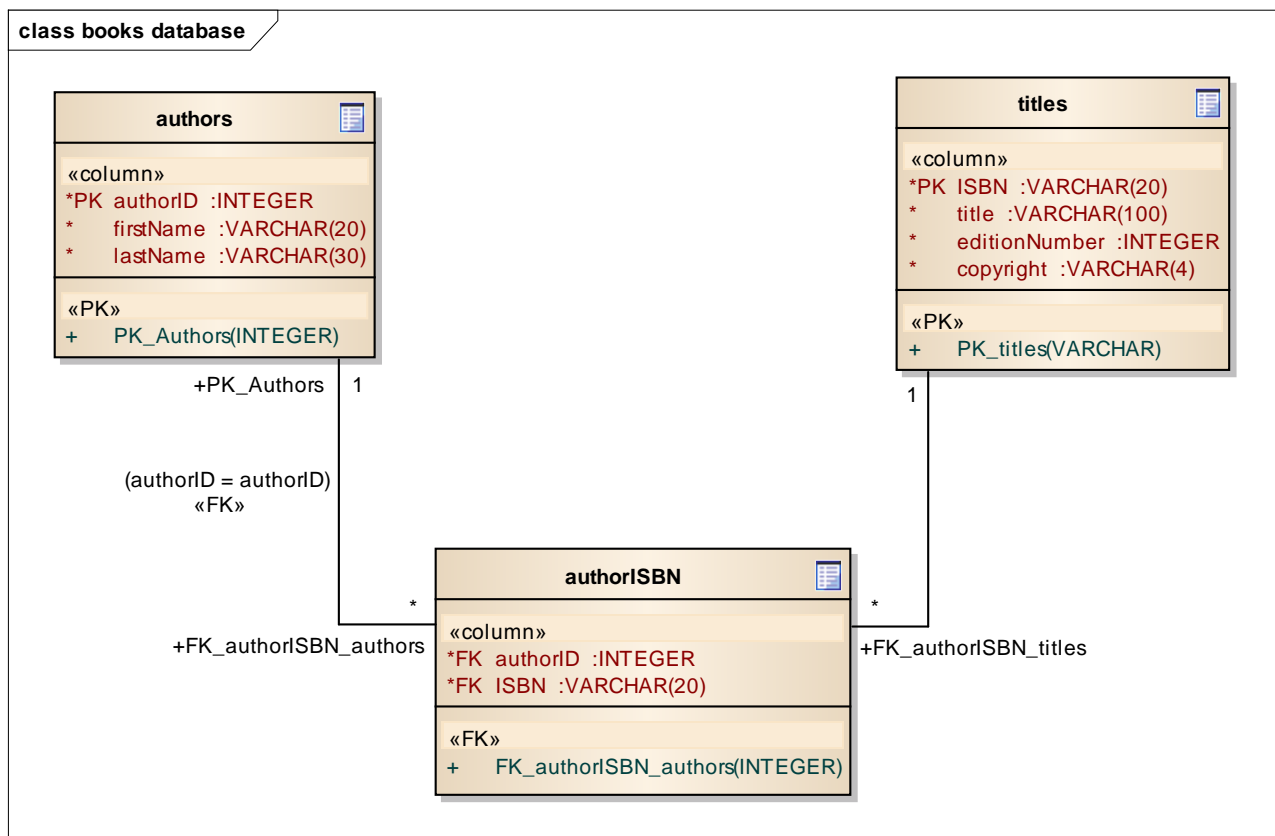 class books database
authors
«column»
*PK authorID :INTEGER
* firstName :VARCHAR(20)
* lastName :VARCHAR(30)
«PK»
+ PK_Authors(INTEGER)
titles
«column»
*PK ISBN :VARCHAR(20)
* title :VARCHAR(100)
* editionNumber :INTEGER
* copyright :VARCHAR(4)
«PK»
+ PK_titles(VARCHAR)
+PK_Authors 1
1
(authorID = authorID)
«FK»
*
+FK_authorISBN_authors
*
+FK_authorISBN_titles
authorISBN
«column»
*FK authorID :INTEGER
*FK ISBN :VARCHAR(20)
«FK»
+ FK_authorISBN_authors(INTEGER)